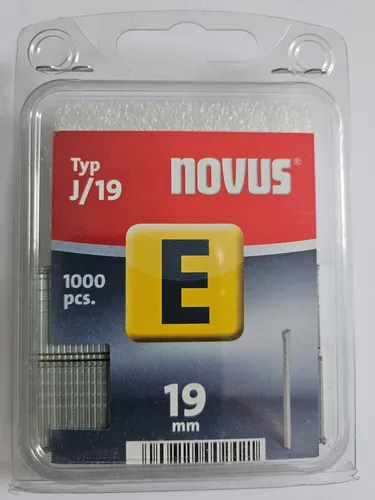 Typ
J/19
novus®
1000
pcs.
E
19
mm